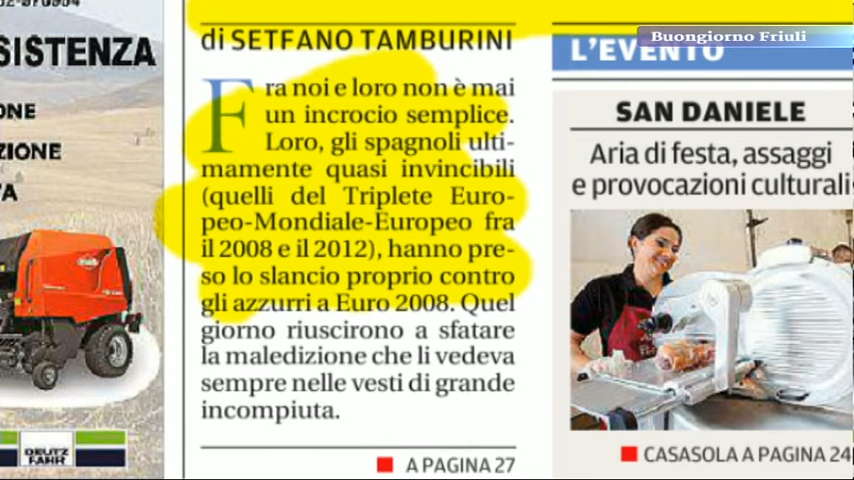 SISTENZA
ONE
ZIONE
di SETFANO TAMBURINI
Fra noi e loro non è mai
un incrocio semplice.
Loro, gli spagnoli ulti-
mamente quasi invincibili
(quelli del Triplete Euro-
peo-Mondiale-Europeo fra
il 2008 e il 2012), hanno pre-
so lo slancio proprio contro
gli azzurri a Euro 2008. Quel
giorno riuscirono a sfatare
la maledizione che li vedeva
sempre nelle vesti di grande
incompiuta.
A PAGINA 27
Buongiorno Friuli
L'EVENTO
SAN DANIELE
Aria di festa, assaggi
e provocazioni culturali
CASASOLA A PAGINA 24
DEUTZ
FAHR